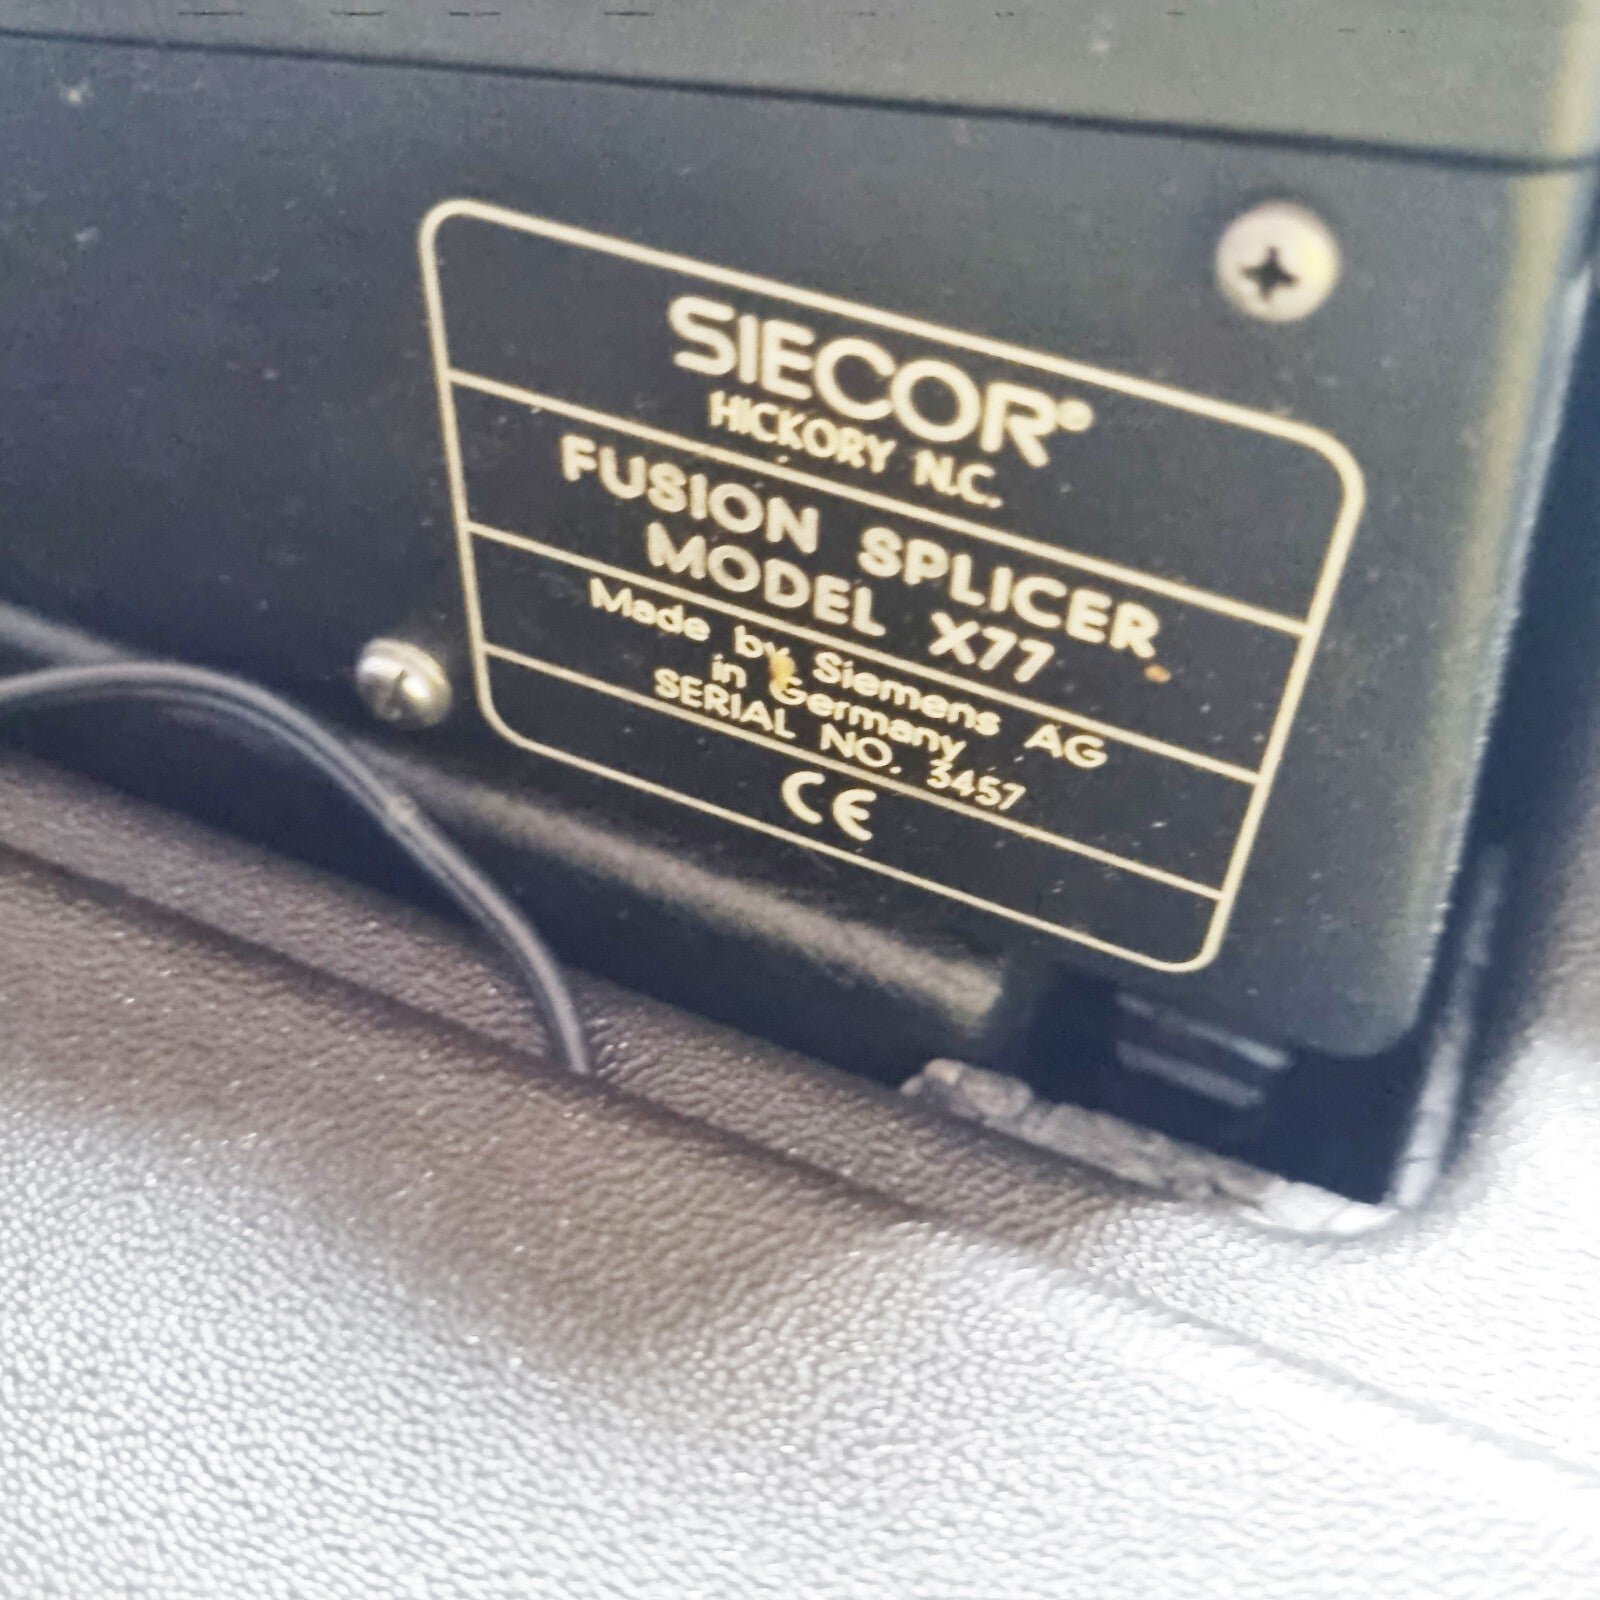 SIECOR®
HICKORY N.C.
FUSION SPLICER
MODEL X77
Made by Siemens AG
in Germany
SERIAL NO. 3457
CE